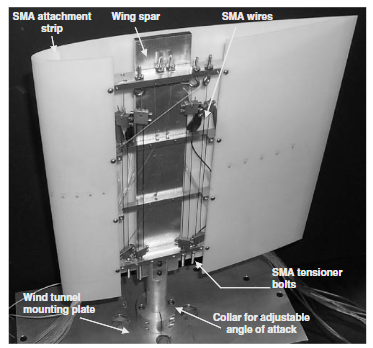 SMA attachment
strip
Wing spar
SMA wires
SMA tensioner
bolts
Wind tunnel
mounting plate
Collar for adjustable
angle of attack